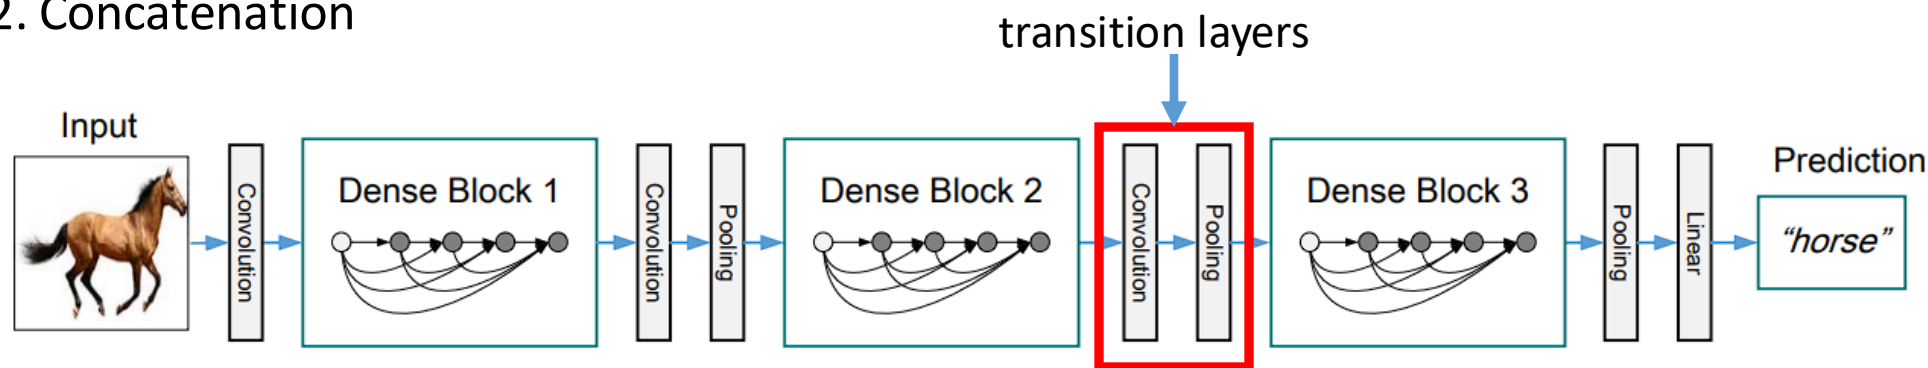 2. Concatenation
transition layers
Input
Convolution
Dense Block 1
Convolution
Pooling
Dense Block 2
Convolution
Pooling
Dense Block 3
Pooling
Linear
Prediction
“horse”